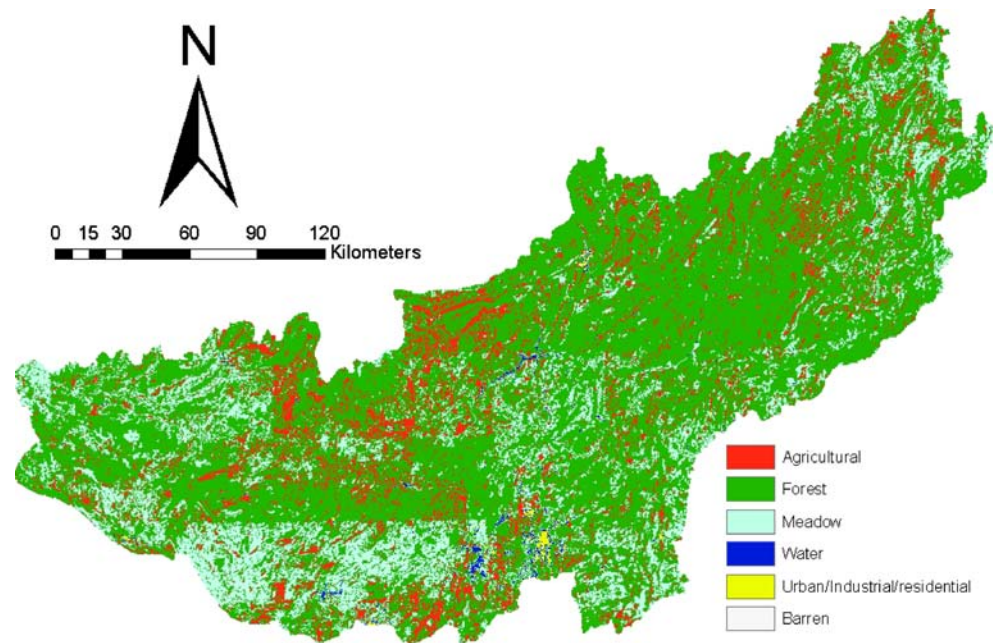 N
0 15 30 60 90 120
Kilometers
Agricultural
Forest
Meadow
Water
Urban/Industrial/residential
Barren